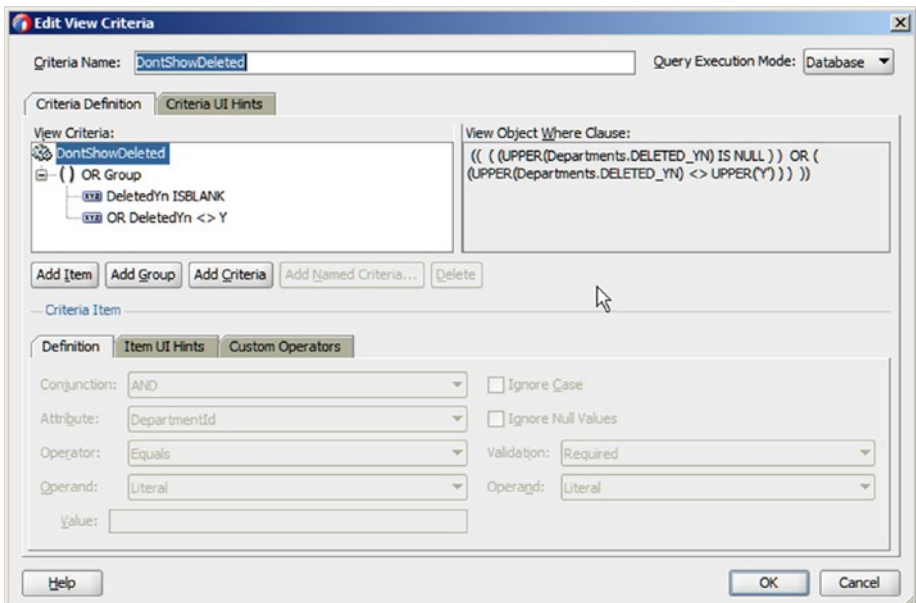 Edit View Criteria
Criteria Name: DontShowDeleted Query Execution Mode: Database
Criteria Definition Criteria UI Hints
View Criteria: View Object Where Clause:
DontShowDeleted
() OR Group
DeletedYn ISBLANK
OR DeletedYn <> Y
(( ( (UPPER(Departments.DELETED_YN) IS NULL ) ) OR (
(UPPER(Departments.DELETED_YN) <> UPPER('Y') ) ) ))
Add Item Add Group Add Criteria Add Named Criteria... Delete
Criteria Item
Definition Item UI Hints Custom Operators
Conjunction: AND Ignore Case
Attribute: DepartmentId Ignore Null Values
Operator: Equals Validation: Required
Operand: Literal Operand: Literal
Value:
Help OK Cancel